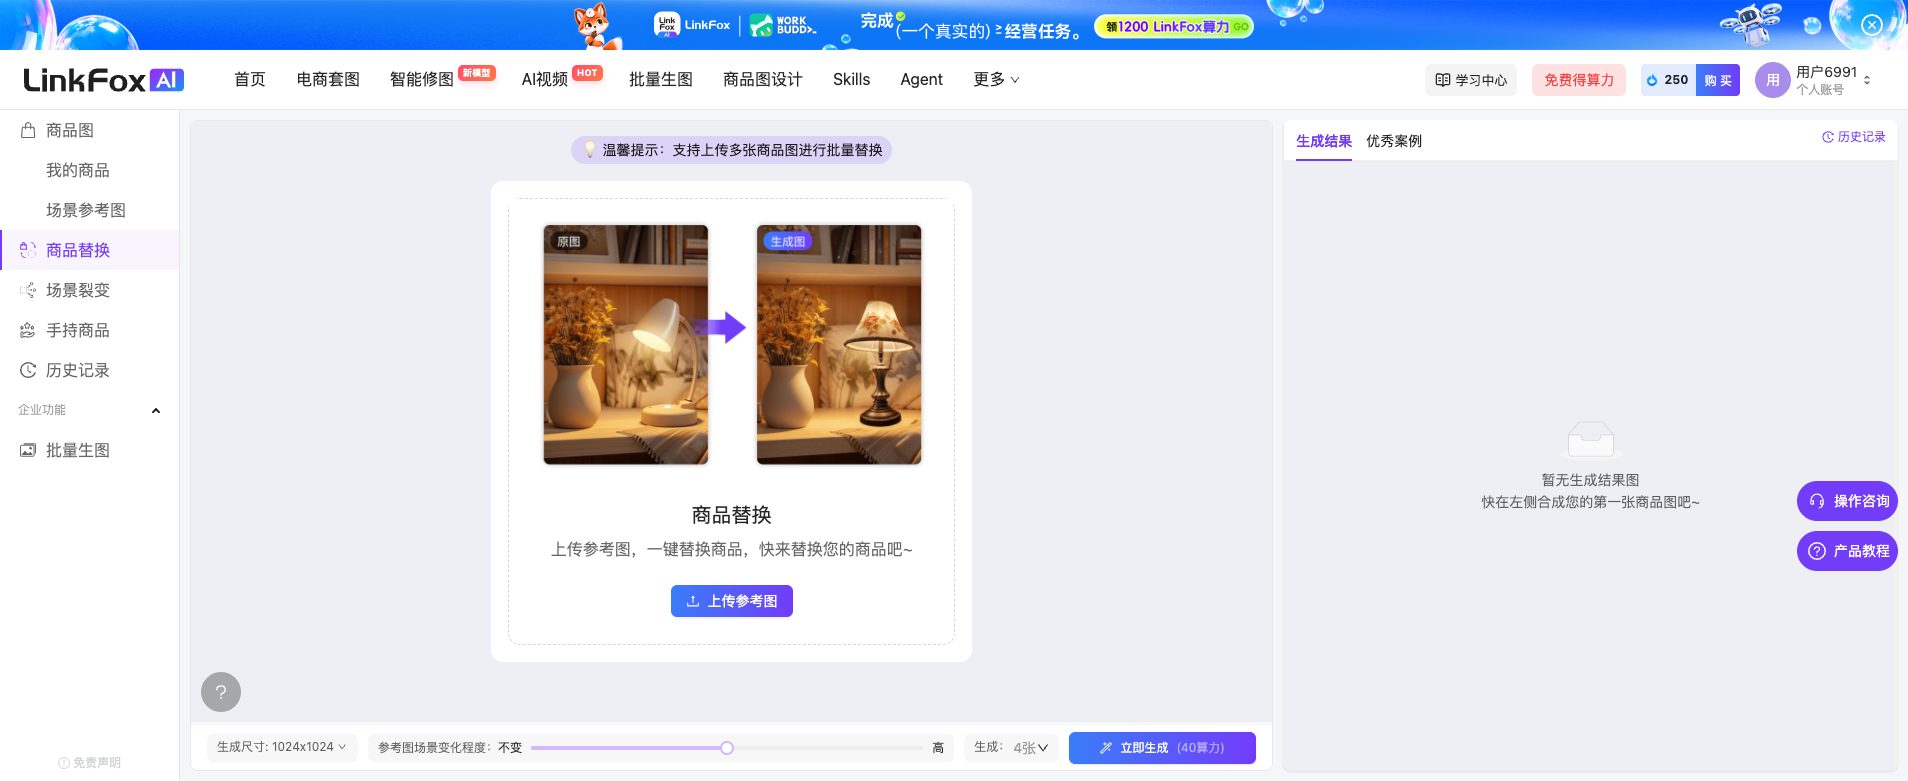 Link Fox AI LinkFox | WORK BUDD>_ 完成 (一个真实的) 经营任务。 领1200 LinkFox算力 GO
LinkFox AI
首页 电商套图 智能修图 新模型 AI视频 HOT 批量生图 商品图设计 Skills Agent 更多
学习中心 免费得算力 250 购买 用 用户6991
个人账号
商品图
我的商品
场景参考图
商品替换
场景裂变
手持商品
历史记录
企业功能
批量生图
免责声明
温馨提示：支持上传多张商品图进行批量替换
原图 生成图
商品替换
上传参考图，一键替换商品，快来替换您的商品吧~
上传参考图
?
生成尺寸: 1024x1024 参考图场景变化程度： 不变 高 生成： 4张 立即生成 (40算力)
生成结果 优秀案例 历史记录
暂无生成结果图
快在左侧合成您的第一张商品图吧~
操作咨询
产品教程